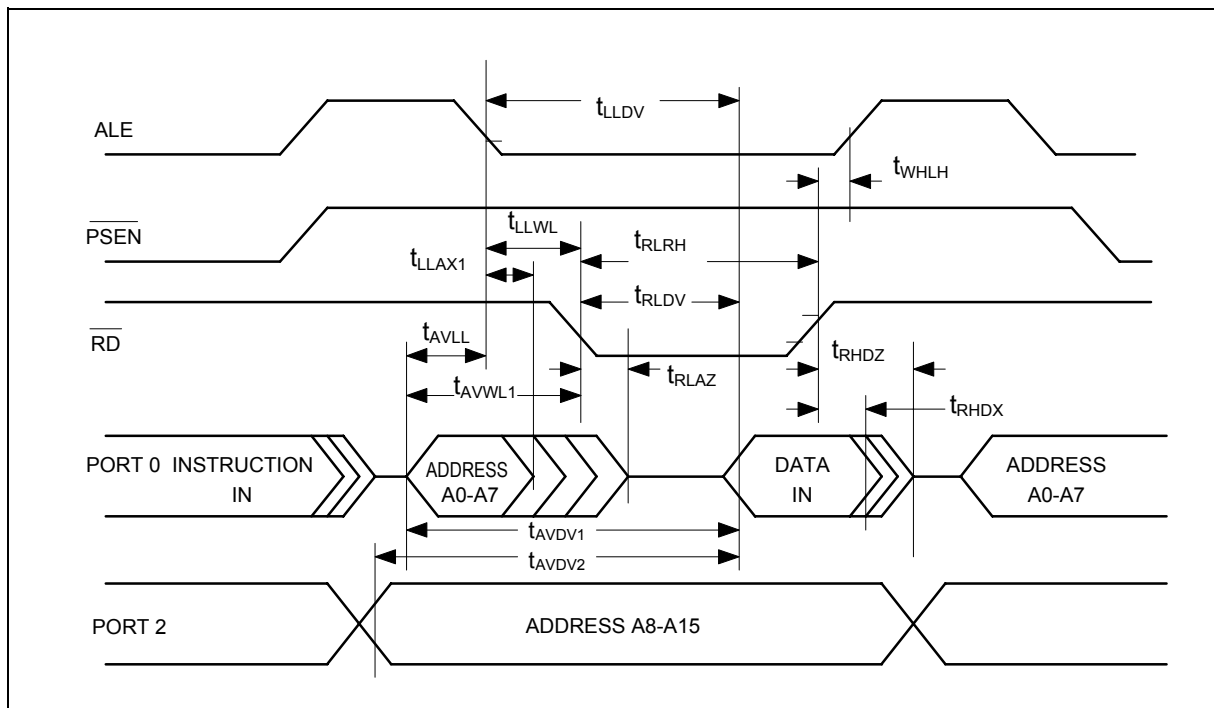 tLLDV
ALE
tWHLH
PSEN
tLLWL
tRLRH
tLLAX1
tRLDV
RD
tAVLL
tRHDZ
tRLAZ
tAVWL1
tRHDX
PORT 0 INSTRUCTION
IN
ADDRESS
A0-A7
DATA
IN
ADDRESS
A0-A7
tAVDV1
tAVDV2
PORT 2
ADDRESS A8-A15